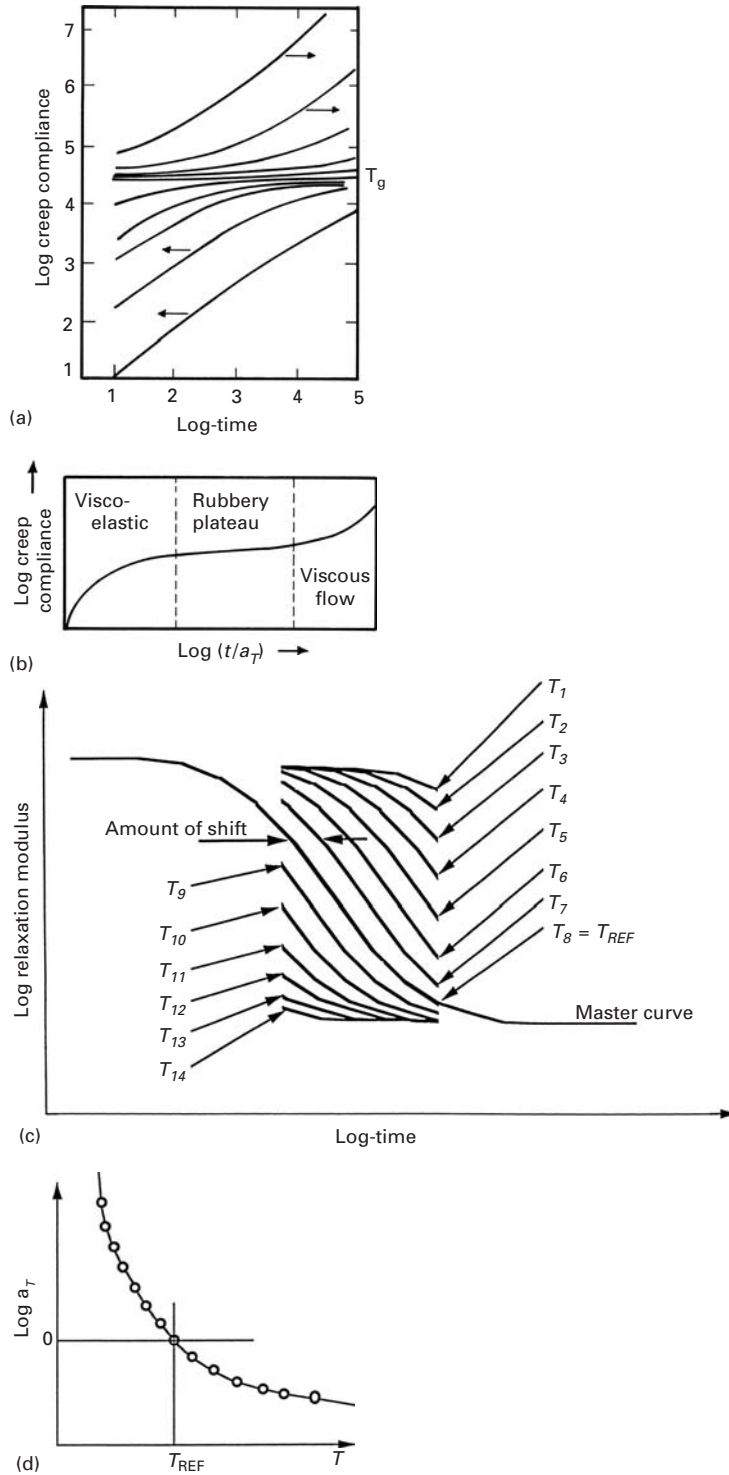 7
6
5
4
3
2
1
Log creep compliance
T_g
1 2 3 4 5
Log-time
(a)
Log creep
compliance
Visco-
elastic
Rubbery
plateau
Viscous
flow
Log (t/a_T)
(b)
Log relaxation modulus
T_1
T_2
T_3
T_4
T_5
T_6
T_7
T_8 = T_REF
Amount of shift
T_9
T_10
T_11
T_12
T_13
T_14
Master curve
Log-time
(c)
Log a_T
0
T_REF
T
(d)